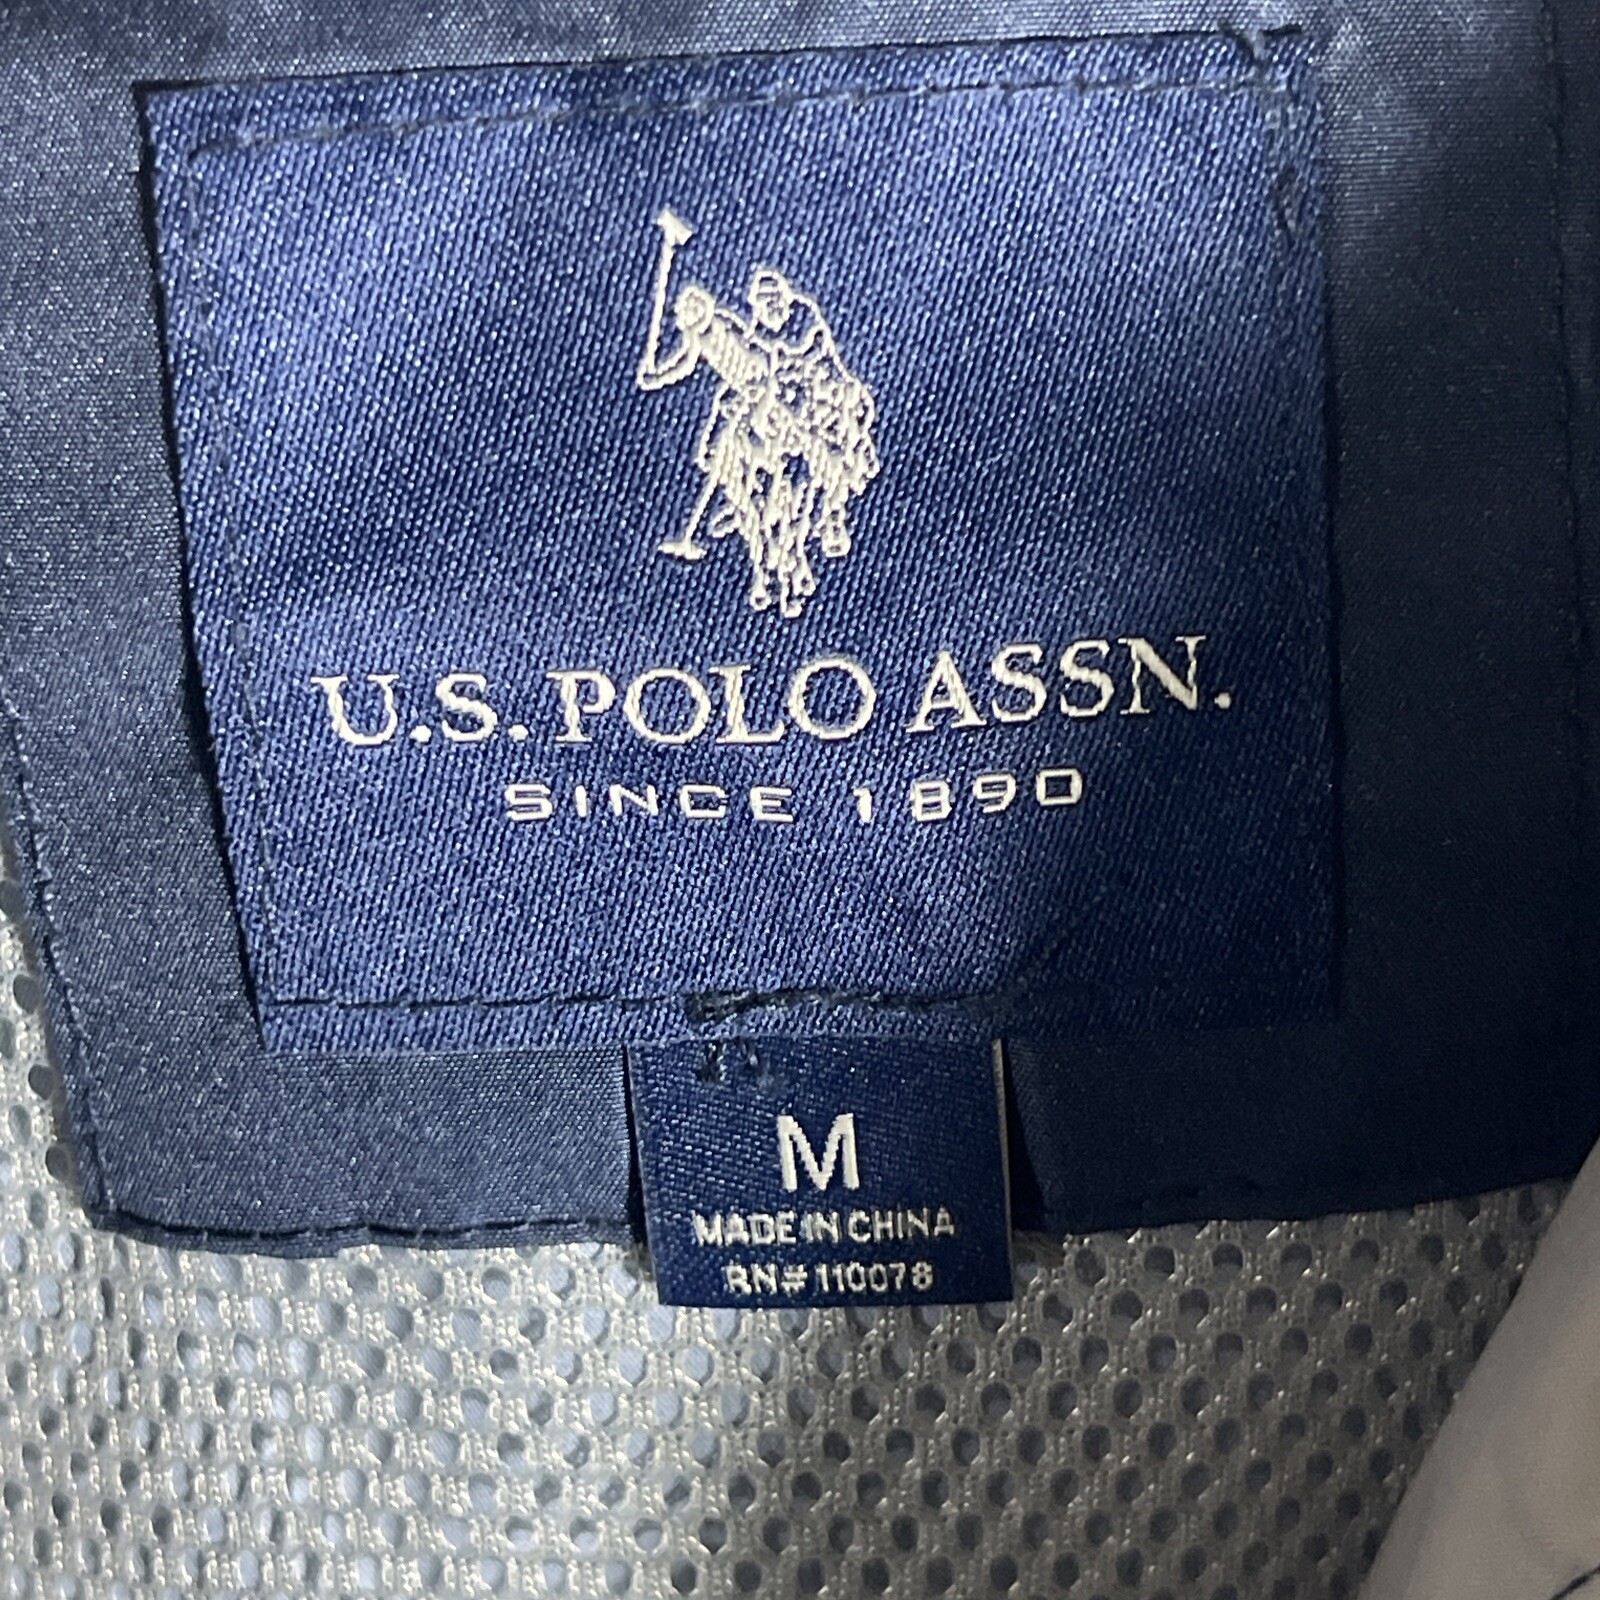 U.S. POLO ASSN.
SINCE 1890
M
MADE IN CHINA
RN# 110078